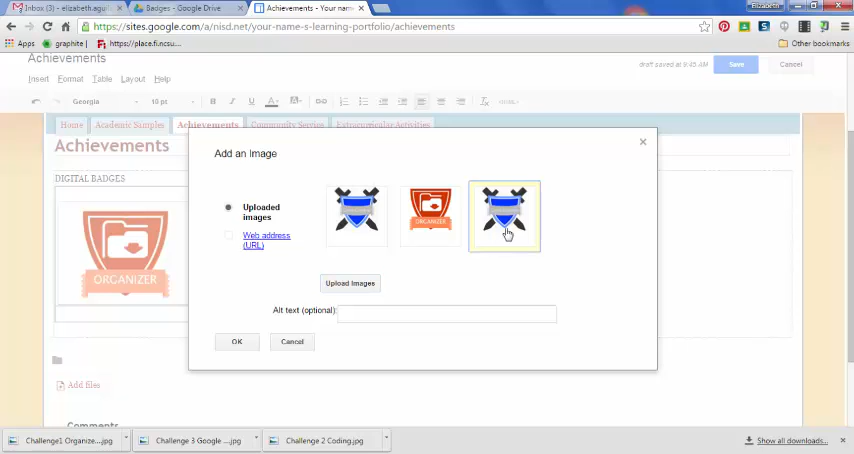 Inbox (3) - elizabeth.aguil
Badges - Google Drive
Achievements - Your name
Elizabeth
https://sites.google.com/a/nisd.net/your-name-s-learning-portfolio/achievements
Apps
graphite |
https://place.fi.ncsu...
Other bookmarks
Achievements
draft saved at 9:45 AM
Save
Cancel
Insert Format Table Layout Help
Georgia
10 pt
B I U A
HTML
Home
Academic Samples
Achievements
Community Service
Extracurricular Activities
Achievements
DIGITAL BADGES
ORGANIZER
Add an Image
Uploaded images
Web address (URL)
ORGANIZER
Upload Images
Alt text (optional):
OK
Cancel
Add files
Comments
Challenge1 Organize....jpg
Challenge 3 Google ....jpg
Challenge 2 Coding.jpg
Show all downloads...